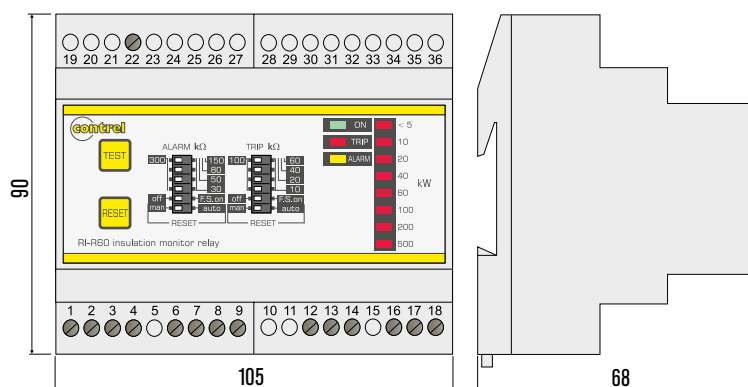 19 20 21 22 23 24 25 26 27 28 29 30 31 32 33 34 35 36
contrel
TEST
RESET
ALARM kΩ
300 150
80
50
30
off F.S.on
man auto
RESET
TRIP kΩ
100 60
40
20
10
off F.S.on
man auto
RESET
ON
TRIP
ALARM
< 5
10
20
40
60
100
200
500
kW
RI-R60 insulation monitor relay
1 2 3 4 5 6 7 8 9 10 11 12 13 14 15 16 17 18
90
105
68